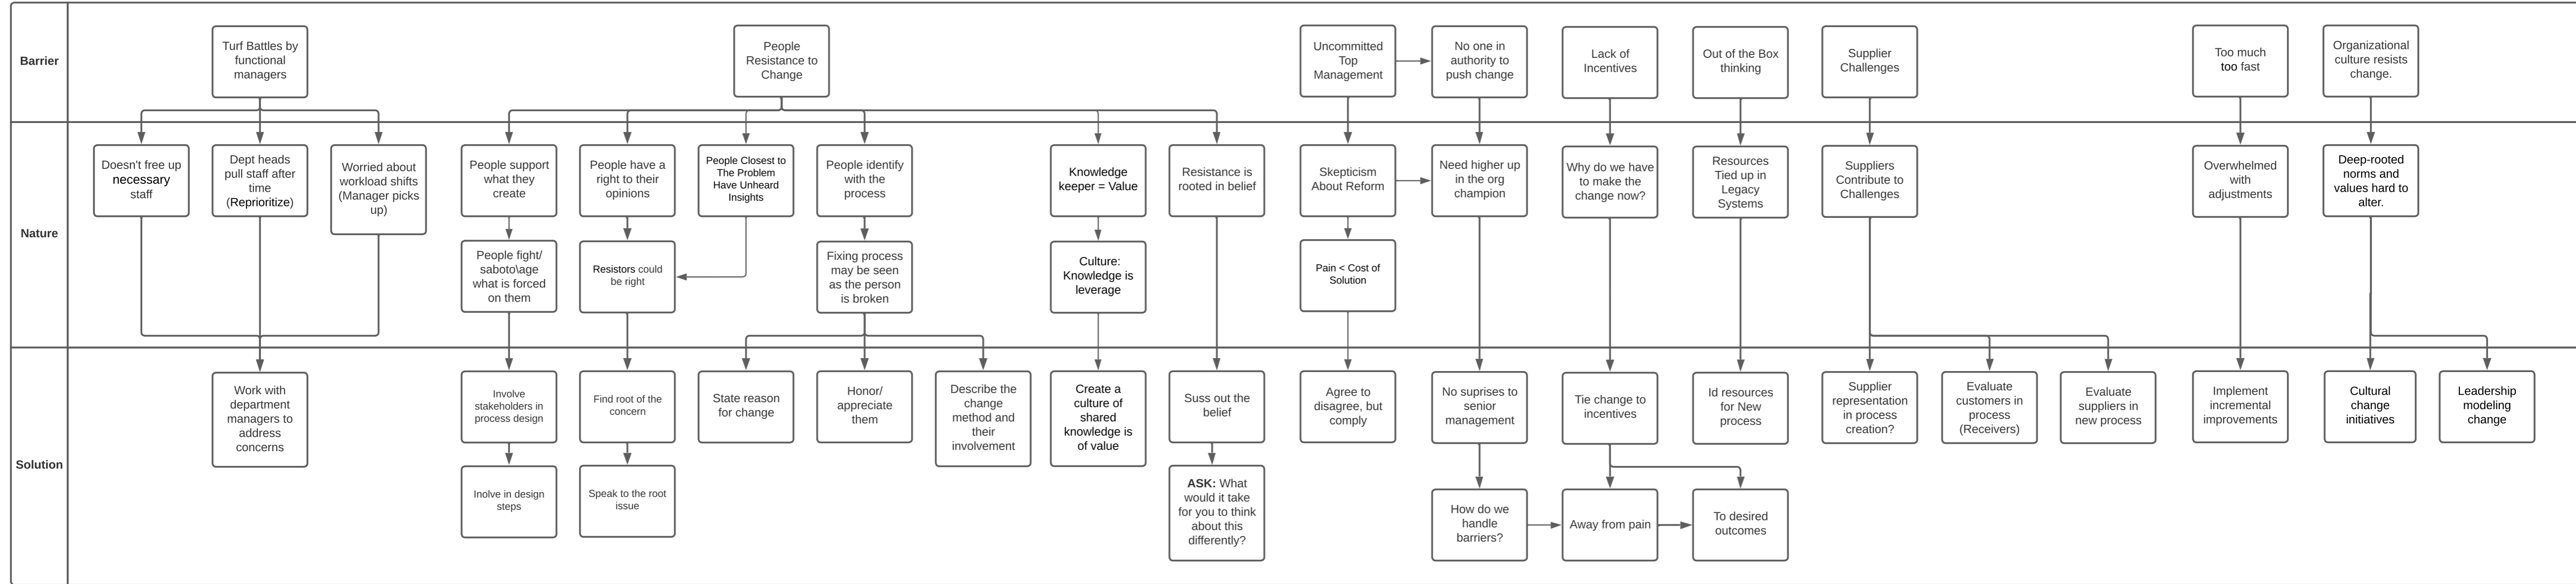 Barrier
Turf Battles by
functional
managers
People
Resistance to
Change
Uncommitted
Top
Management
No one in
authority to
push change
Lack of
Incentives
Out of the Box
thinking
Supplier
Challenges
Too much
too fast
Organizational
culture resists
change.
Nature
Doesn't free up
necessary
staff
Dept heads
pull staff after
time
(Reprioritize)
Worried about
workload shifts
(Manager picks
up)
People support
what they
create
People have a
right to their
opinions
People Closest to
The Problem
Have Unheard
Insights
People identify
with the
process
Knowledge
keeper = Value
Resistance is
rooted in belief
Skepticism
About Reform
Need higher up
in the org
champion
Why do we have
to make the
change now?
Resources
Tied up in
Legacy
Systems
Suppliers
Contribute to
Challenges
Overwhelmed
with
adjustments
Deep-rooted
norms and
values hard to
alter.
People fight/
saboto\age
what is forced
on them
Resistors could
be right
Fixing process
may be seen
as the person
is broken
Culture:
Knowledge is
leverage
Pain < Cost of
Solution
Solution
Work with
department
managers to
address
concerns
Involve
stakeholders in
process design
Find root of the
concern
State reason
for change
Honor/
appreciate
them
Describe the
change
method and
their
involvement
Create a
culture of
shared
knowledge is
of value
Suss out the
belief
Agree to
disagree, but
comply
No suprises to
senior
management
Tie change to
incentives
Id resources
for New
process
Supplier
representation
in process
creation?
Evaluate
customers in
process
(Receivers)
Evaluate
suppliers in
new process
Implement
incremental
improvements
Cultural
change
initiatives
Leadership
modeling
change
Inolve in design
steps
Speak to the root
issue
ASK: What
would it take
for you to think
about this
differently?
How do we
handle
barriers?
Away from pain
To desired
outcomes